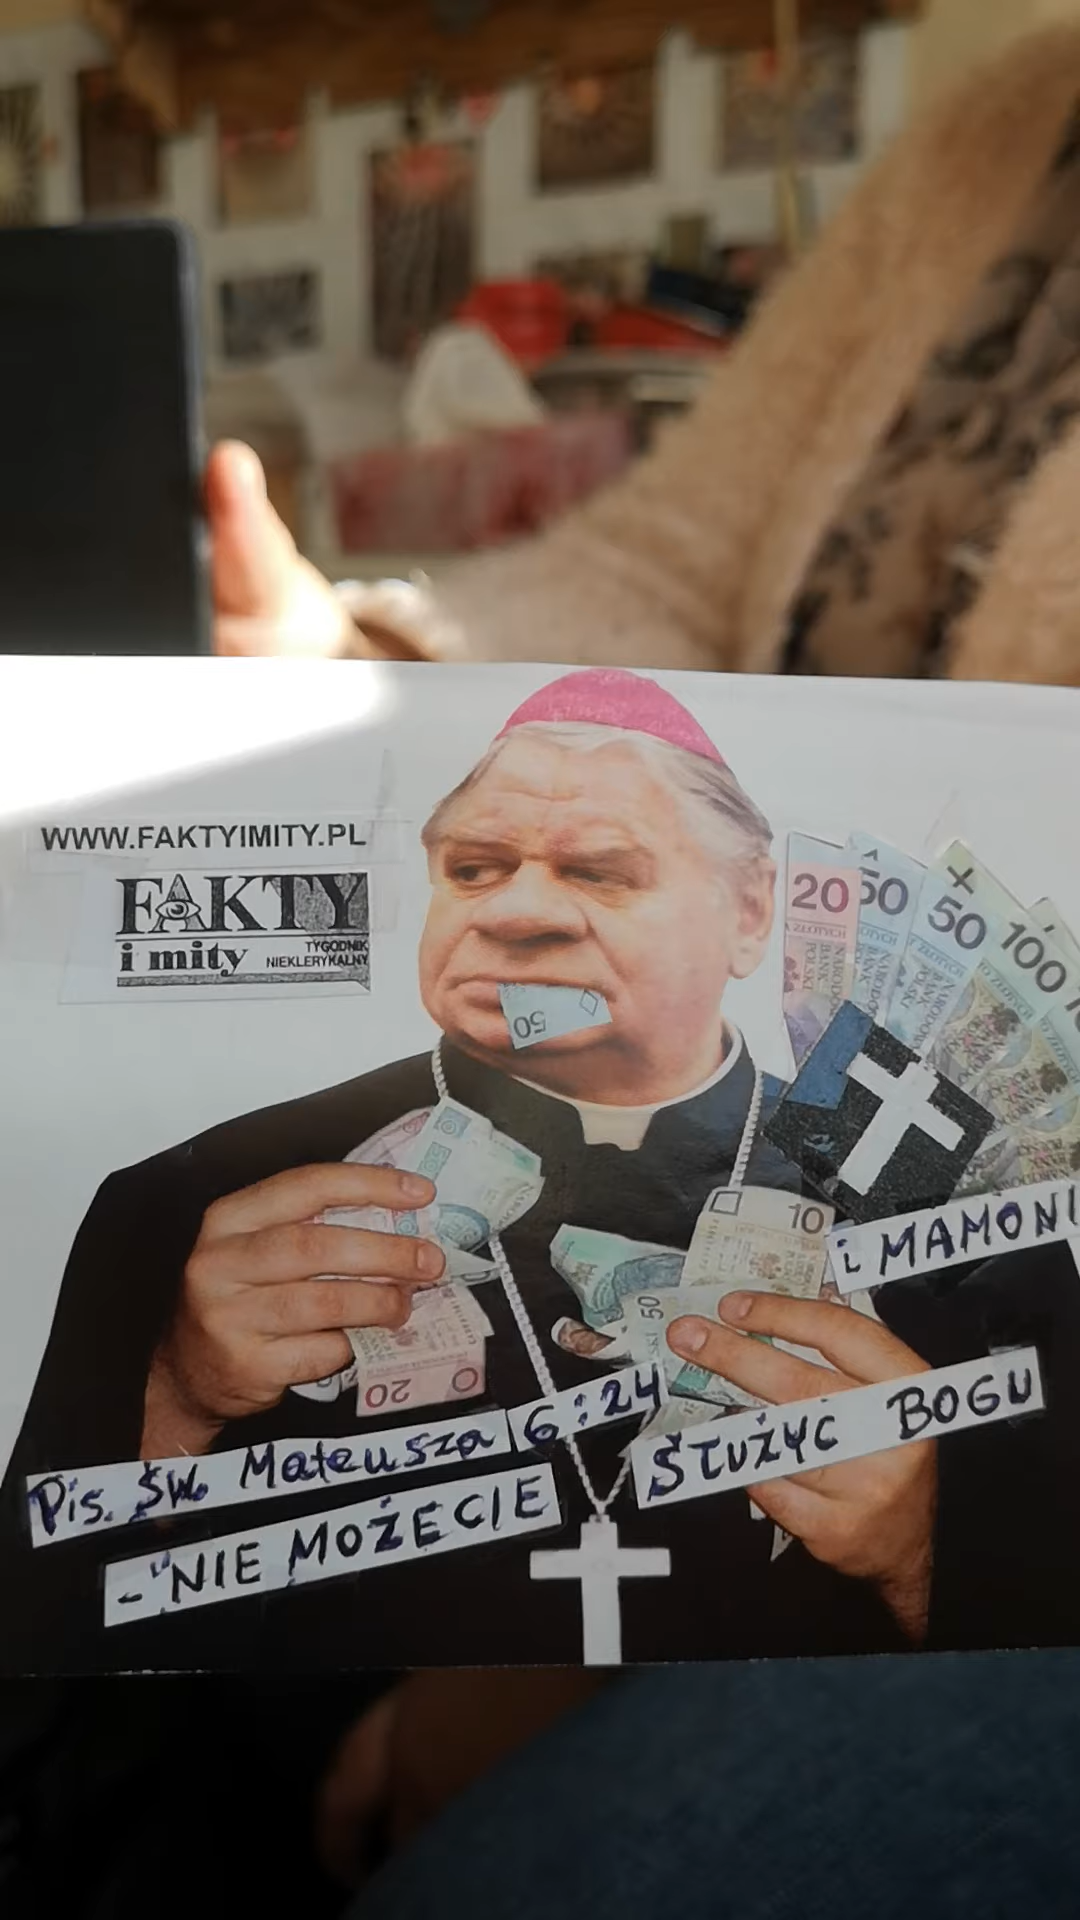 WWW.FAKTYIMITY.PL
FAKTY
i mity
TYGODNIK
NIEKLERYKALNY
20
50
50
100
50
10
50
20
Pis. Św. Mateusza 6:24
- "NIE MOŻECIE
SŁUŻYĆ BOGU
i MAMONI